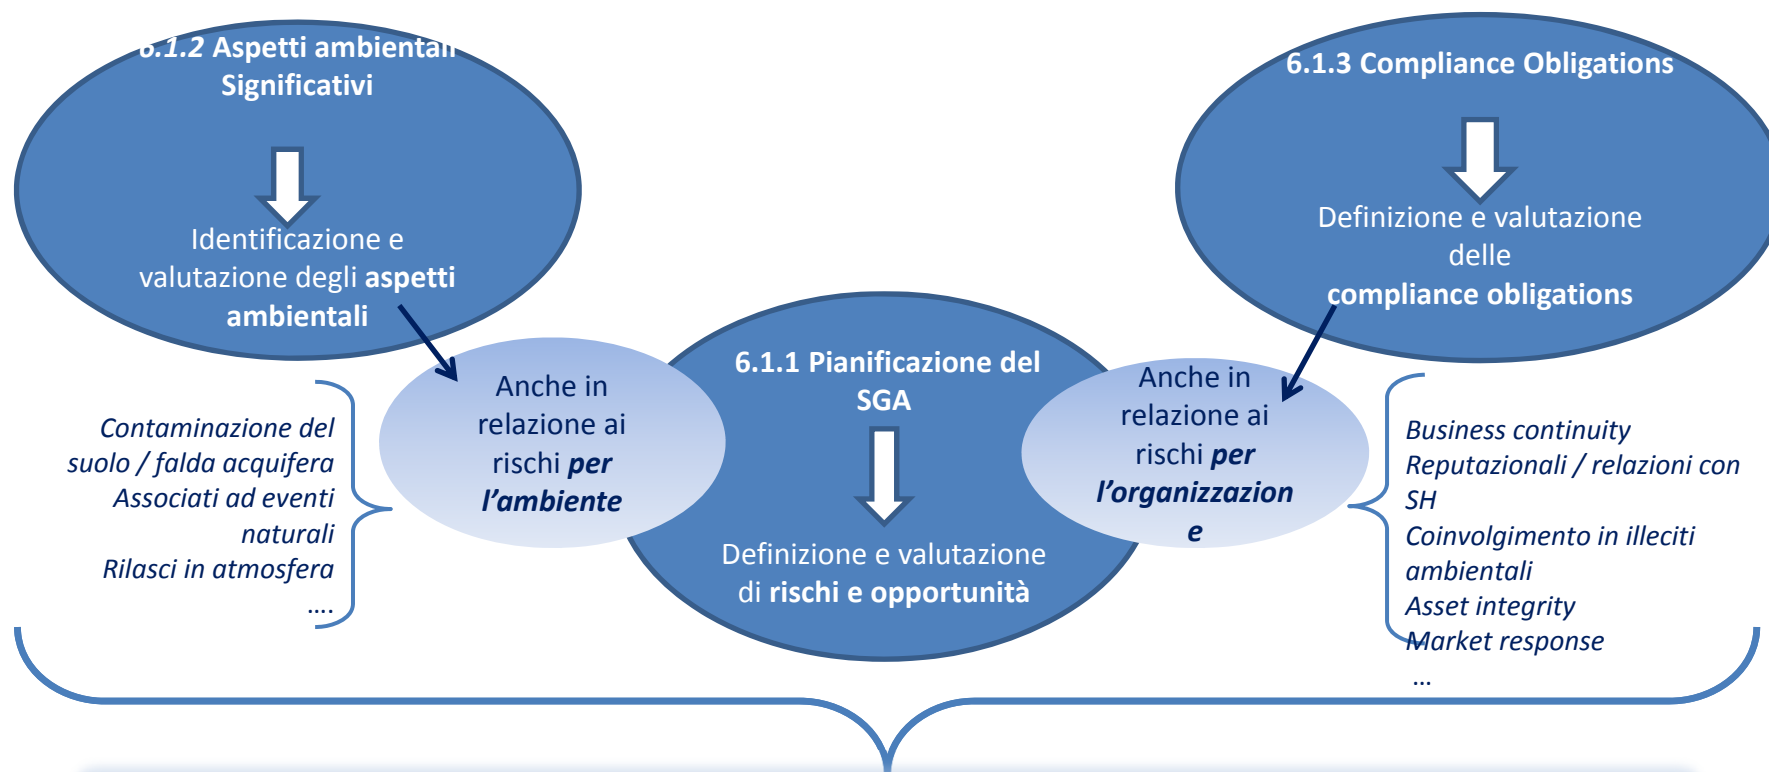 6.1.2 Aspetti ambientali
Significativi
Identificazione e
valutazione degli aspetti
ambientali
6.1.3 Compliance Obligations
Definizione e valutazione
delle
compliance obligations
6.1.1 Pianificazione del
SGA
Definizione e valutazione
di rischi e opportunità
Anche in
relazione ai
rischi per
l'ambiente
Anche in
relazione ai
rischi per
l'organizzazion
e
Contaminazione del
suolo / falda acquifera
Associati ad eventi
naturali
Rilasci in atmosfera
....
Business continuity
Reputazionali / relazioni con
SH
Coinvolgimento in illeciti
ambientali
Asset integrity
Market response
...